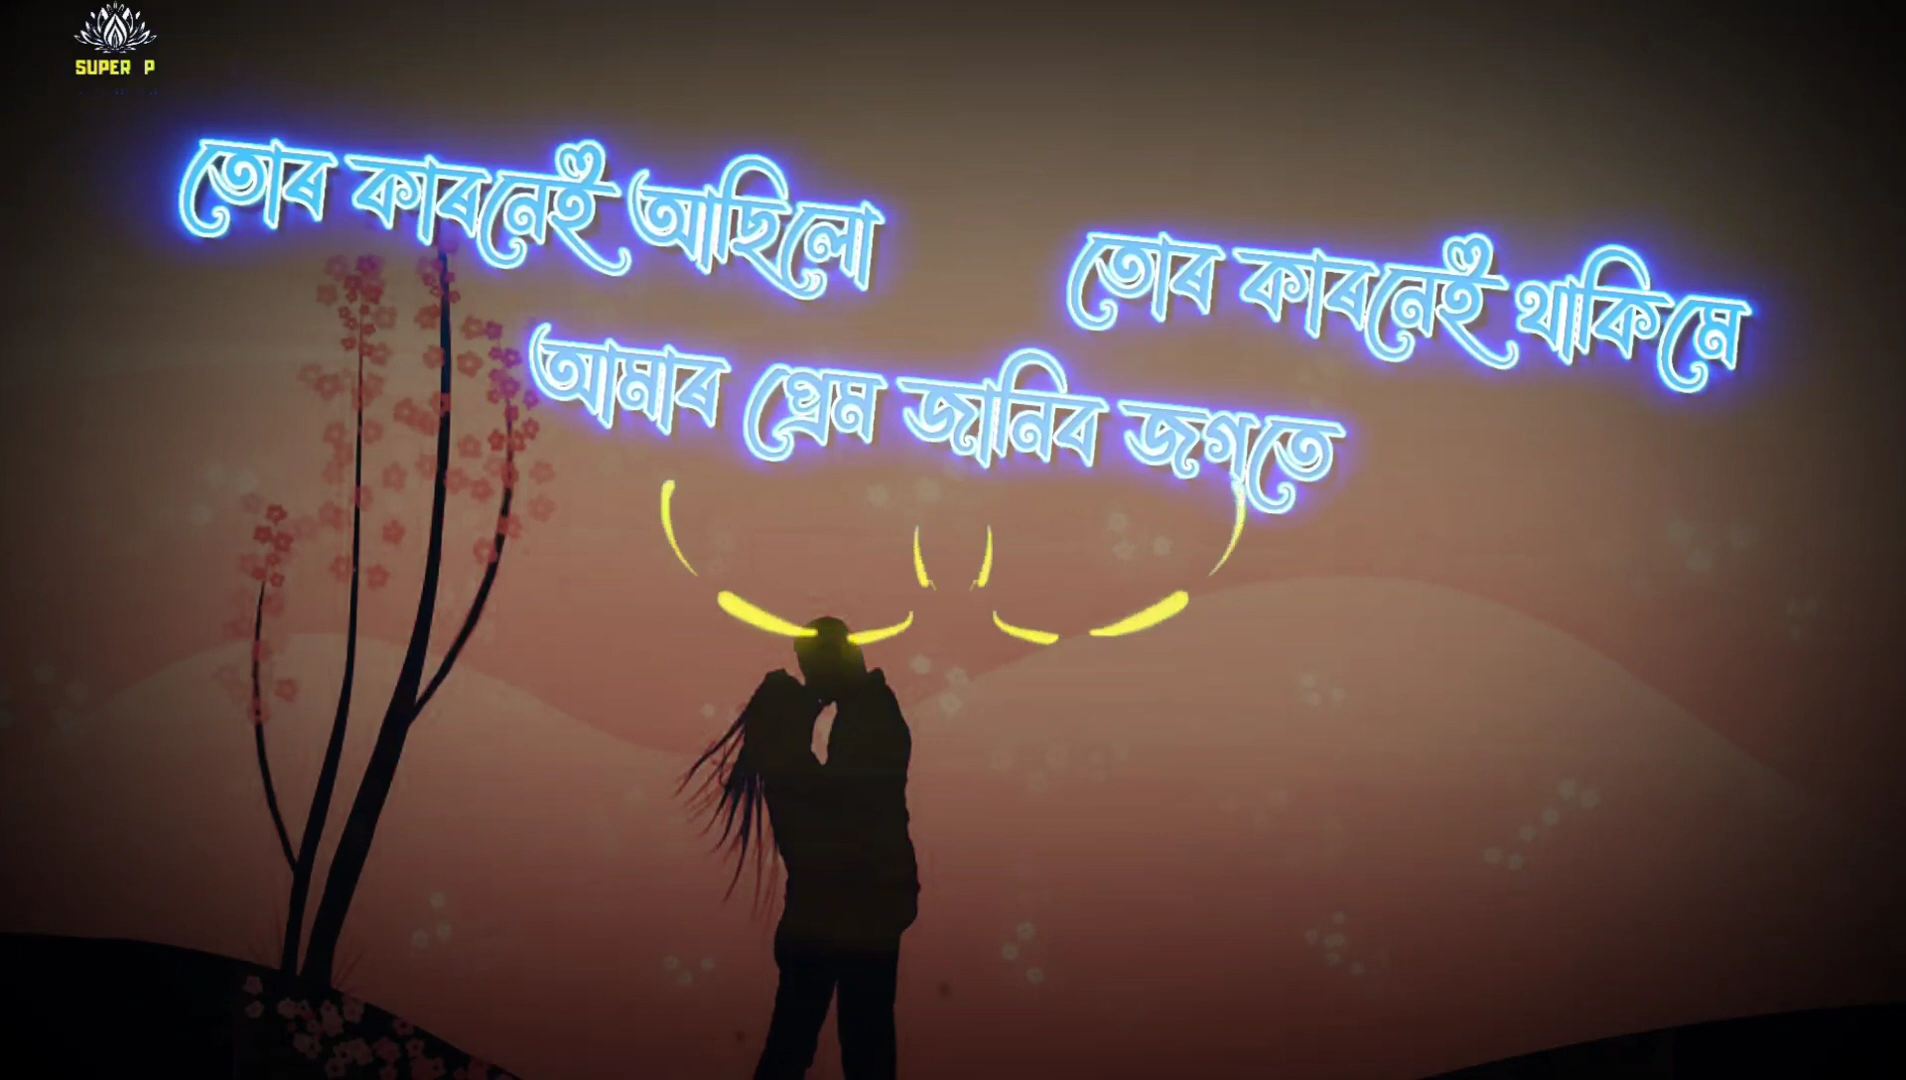 SUPER P
তোৰ কাৰনেই আছিলো
তোৰ কাৰনেই থাকিমে
আমাৰ প্ৰেম জানিব জগতে